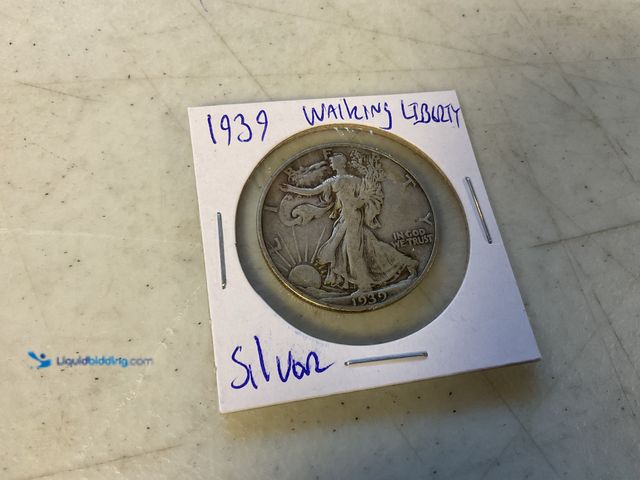 1939 WALKING LIBERTY
LIBERTY
IN GOD
WE TRUST
1939
Silver
Liquidbidding.com